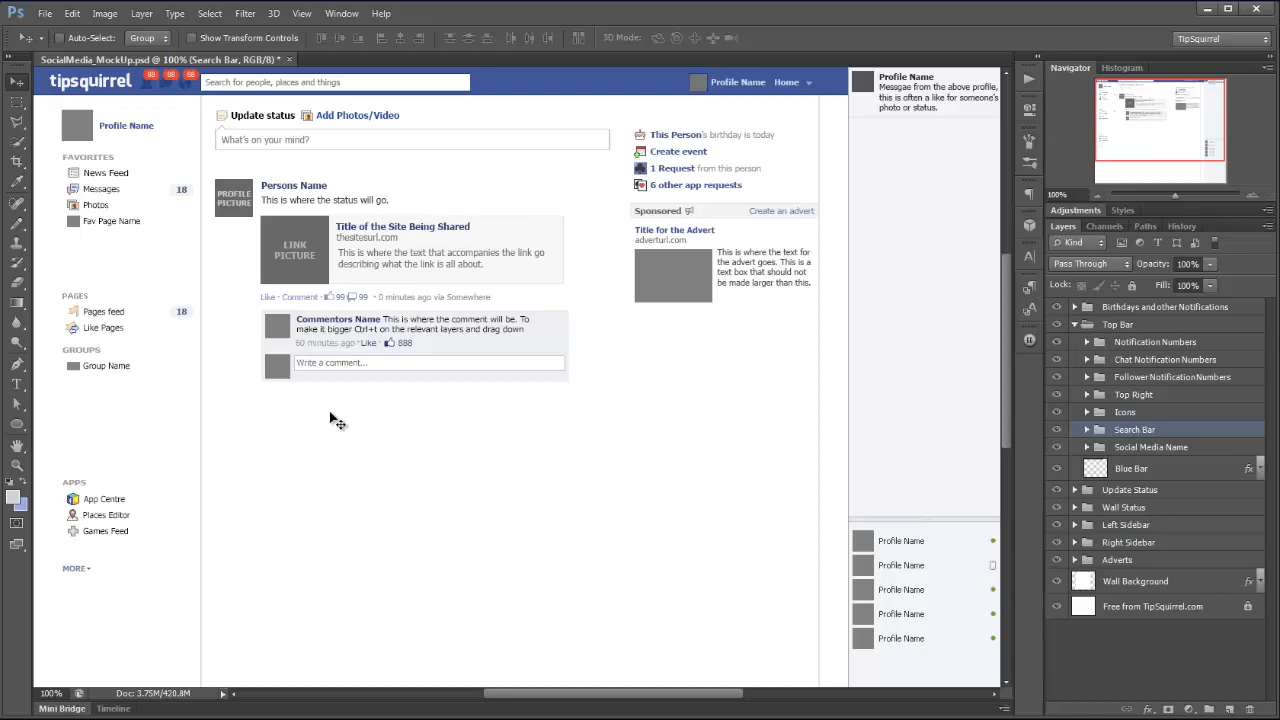 Ps File Edit Image Layer Type Select Filter 3D View Window Help
Auto-Select: Group Show Transform Controls 3D Mode: TipSquirrel
SocialMedia_MockUp.psd @ 100% (Search Bar, RGB/8) * ×
tipsquirrel 88 88 88 Search for people, places and things Profile Name Home
Profile Name
Update status Add Photos/Video
What's on your mind?
FAVORITES
News Feed
Messages 18
Photos
Fav Page Name
PAGES
Pages feed 18
Like Pages
GROUPS
Group Name
APPS
App Centre
Places Editor
Games Feed
MORE
PROFILE
PICTURE
Persons Name
This is where the status will go.
LINK
PICTURE
Title of the Site Being Shared
thesitesurl.com
This is where the text that accompanies the link go
describing what the link is all about.
Like · Comment · 99 99 · 0 minutes ago via Somewhere
Commentors Name This is where the comment will be. To
make it bigger Ctrl+t on the relevant layers and drag down
60 minutes ago · Like · 888
Write a comment...
This Person's birthday is today
Create event
1 Request from this person
6 other app requests
Sponsored Create an advert
Title for the Advert
adverturl.com
This is where the text for
the advert goes. This is a
text box that should not
be made larger than this.
Profile Name
Messgae from the above profile,
this is often a like for someone's
photo or status.
Profile Name
Profile Name
Profile Name
Profile Name
Profile Name
Navigator Histogram
100%
Adjustments Styles
Layers Channels Paths History
Kind
Pass Through Opacity: 100%
Lock: Fill: 100%
Birthdays and other Notifications
Top Bar
Notification Numbers
Chat Notification Numbers
Follower Notification Numbers
Top Right
Icons
Search Bar
Social Media Name
Blue Bar fx
Update Status
Wall Status
Left Sidebar
Right Sidebar
Adverts
Wall Background fx
Free from TipSquirrel.com
100% Doc: 3.75M/420.8M
Mini Bridge Timeline
fx